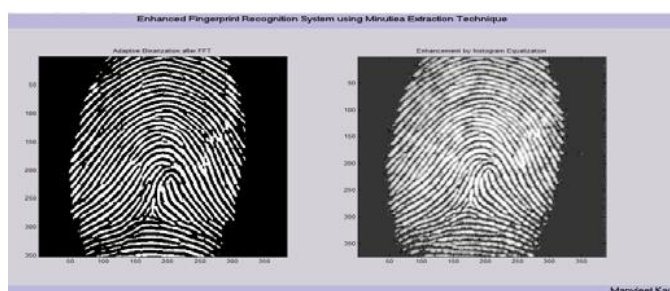 Enhanced Fingerprint Recognition System using Minutiea Extraction Technique
Adaptive Binarization after FFT
Enhancement by histogram Equalization
50
100
150
200
250
300
350
50 100 150 200 250 300 350
50
100
150
200
250
300
350
50 100 150 200 250 300 350